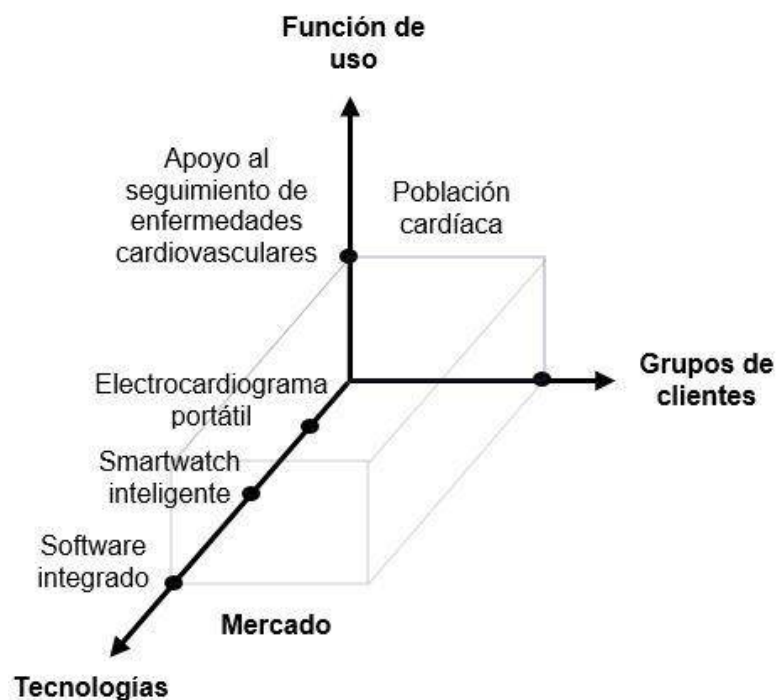 Función de
uso
Apoyo al
seguimiento de
enfermedades
cardiovasculares
Población
cardíaca
Grupos de
clientes
Electrocardiograma
portátil
Smartwatch
inteligente
Software
integrado
Mercado
Tecnologías